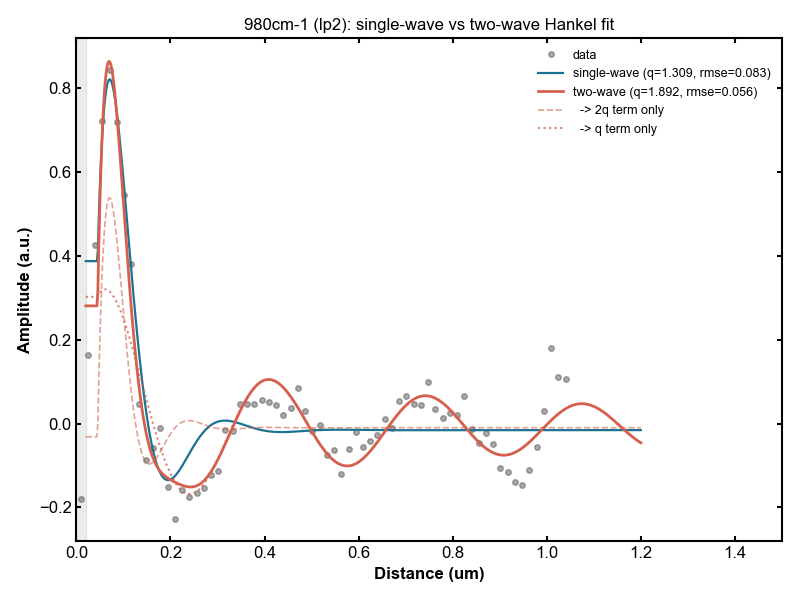 980cm-1 (lp2): single-wave vs two-wave Hankel fit
data
single-wave (q=1.309, rmse=0.083)
two-wave (q=1.892, rmse=0.056)
-> 2q term only
-> q term only
Amplitude (a.u.)
0.8
0.6
0.4
0.2
0.0
−0.2
0.0 0.2 0.4 0.6 0.8 1.0 1.2 1.4
Distance (um)